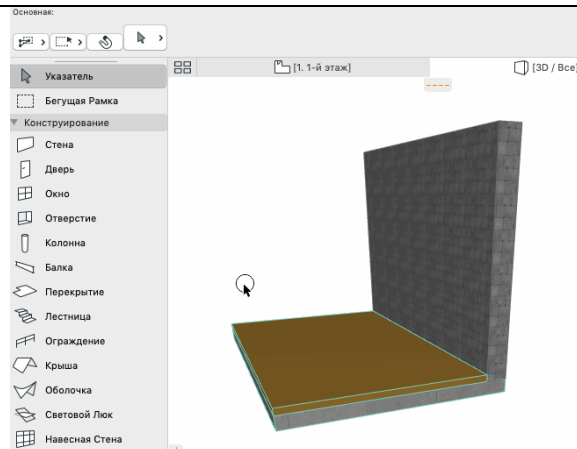 Основная:
[1. 1-й этаж]
[3D / Все]
Указатель
Бегущая Рамка
Конструирование
Стена
Дверь
Окно
Отверстие
Колонна
Балка
Перекрытие
Лестница
Ограждение
Крыша
Оболочка
Световой Люк
Навесная Стена